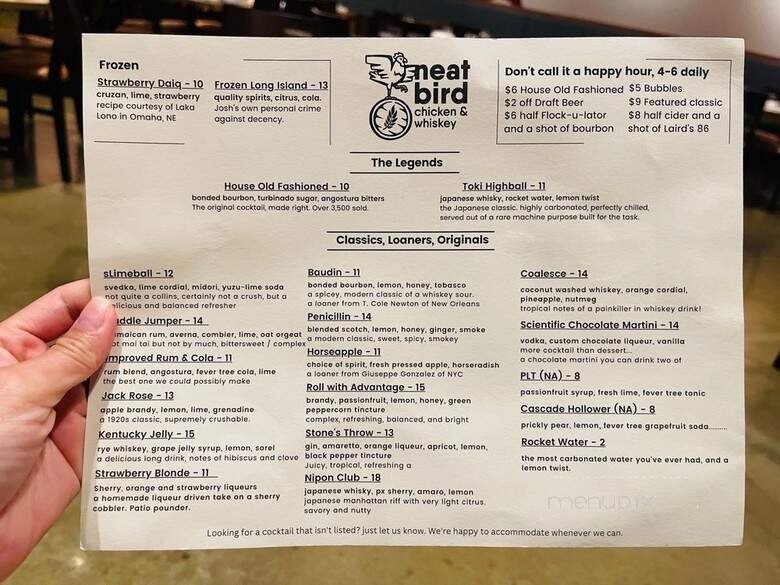 Frozen
Strawberry Daiq - 10
cruzan, lime, strawberry
recipe courtesy of Laka
Lono in Omaha, NE
Frozen Long Island - 13
quality spirits, citrus, cola.
Josh's own personal crime
against decency.
neat
bird
chicken &
whiskey
Don't call it a happy hour, 4-6 daily
$6 House Old Fashioned
$2 off Draft Beer
$6 half Flock-u-lator
and a shot of bourbon
$5 Bubbles
$9 Featured classic
$8 half cider and a
shot of Laird's 86
The Legends
House Old Fashioned - 10
bonded bourbon, turbinado sugar, angostura bitters
The original cocktail, made right. Over 3,500 sold.
Toki Highball - 11
japanese whisky, rocket water, lemon twist
the Japanese classic. highly carbonated, perfectly chilled,
served out of a rare machine purpose built for the task.
Classics, Loaners, Originals
sLimeball - 12
svedka, lime cordial, midori, yuzu-lime soda
not quite a collins, certainly not a crush, but a
licious and balanced refresher
addle Jumper - 14
maican rum, averna, combier, lime, oat orgeat
ot mai tai but not by much, bittersweet / complex
mproved Rum & Cola - 11
rum blend, angostura, fever tree cola, lime
the best one we could possibly make
Jack Rose - 13
apple brandy, lemon, lime, grenadine
a 1920s classic, supremely crushable.
Kentucky Jelly - 15
rye whiskey, grape jelly syrup, lemon, sorel
a delicious long drink, notes of hibiscus and clove
Strawberry Blonde - 11
Sherry, orange and strawberry liqueurs
a homemade liqueur driven take on a sherry
cobbler. Patio pounder.
Baudin - 11
bonded bourbon, lemon, honey, tobasco
a spicey, modern classic of a whiskey sour.
a loaner from T. Cole Newton of New Orleans
Penicillin - 14
blended scotch, lemon, honey, ginger, smoke
a modern classic, sweet, spicy, smokey
Horseapple - 11
choice of spirit, fresh pressed apple, horseradish
a loaner from Giuseppe Gonzalez of NYC
Roll with Advantage - 15
brandy, passionfruit, lemon, honey, green
peppercorn tincture
complex, refreshing, balanced, and bright
Stone's Throw - 13
gin, amaretto, orange liqueur, apricot, lemon,
black pepper tincture
Juicy, tropical, refreshing a
Nipon Club - 18
japanese whisky, px sherry, amaro, lemon
japanese manhattan riff with very light citrus.
savory and nutty
Coalesce - 14
coconut washed whiskey, orange cordial,
pineapple, nutmeg
tropical notes of a painkiller in whiskey drink!
Scientific Chocolate Martini - 14
vodka, custom chocolate liqueur, vanilla
more cocktail than dessert...
a chocolate martini you can drink two of
PLT (NA) - 8
passionfruit syrup, fresh lime, fever tree tonic
Cascade Hollower (NA) - 8
prickly pear, lemon, fever tree grapefruit soda.........
Rocket Water - 2
the most carbonated water you've ever had, and a
lemon twist.
Looking for a cocktail that isn't listed? just let us know. We're happy to accommodate whenever we can.